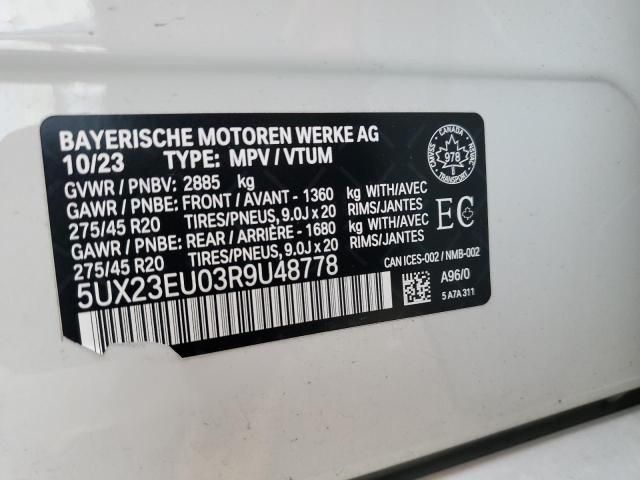 BAYERISCHE MOTOREN WERKE AG
10/23 TYPE: MPV / VTUM
GVWR / PNBV: 2885 kg
GAWR / PNBE: FRONT / AVANT - 1360 kg WITH/AVEC
275/45 R20 TIRES/PNEUS, 9.0J x 20 RIMS/JANTES
GAWR / PNBE: REAR / ARRIÈRE - 1680 kg WITH/AVEC
275/45 R20 TIRES/PNEUS, 9.0J x 20 RIMS/JANTES
5UX23EU03R9U48778
CANADA
CMVSS
NSVAC
978
TRANSPORT
EC
CAN ICES-002 / NMB-002
A96/0
5 A7A 311